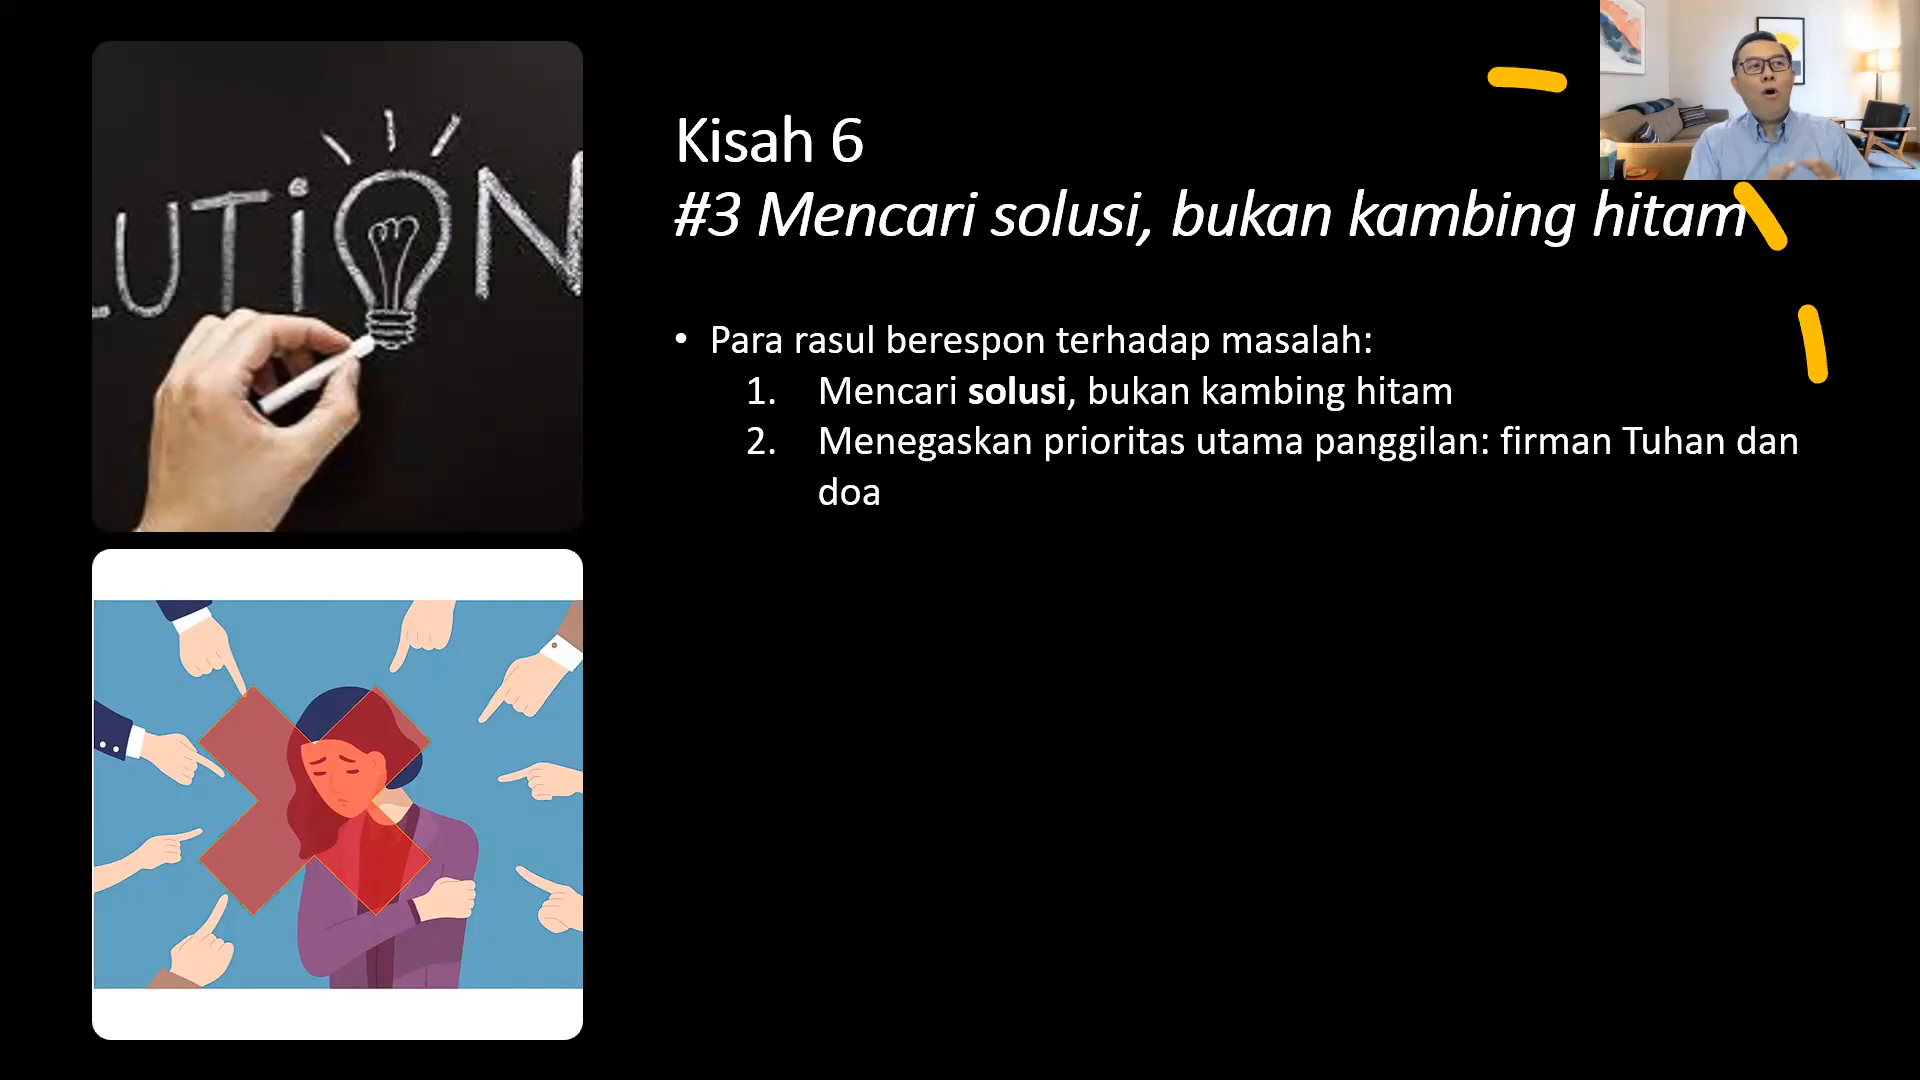 LUTiON
Kisah 6
#3 Mencari solusi, bukan kambing hitam
• Para rasul berespon terhadap masalah:
1. Mencari solusi, bukan kambing hitam
2. Menegaskan prioritas utama panggilan: firman Tuhan dan
doa